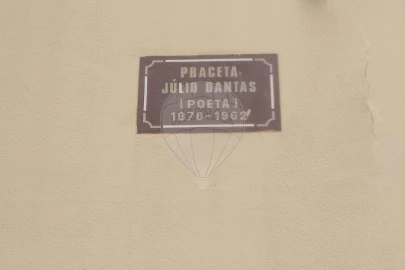 PRACETA
JÚLIO DANTAS
(POETA)
1876-1962